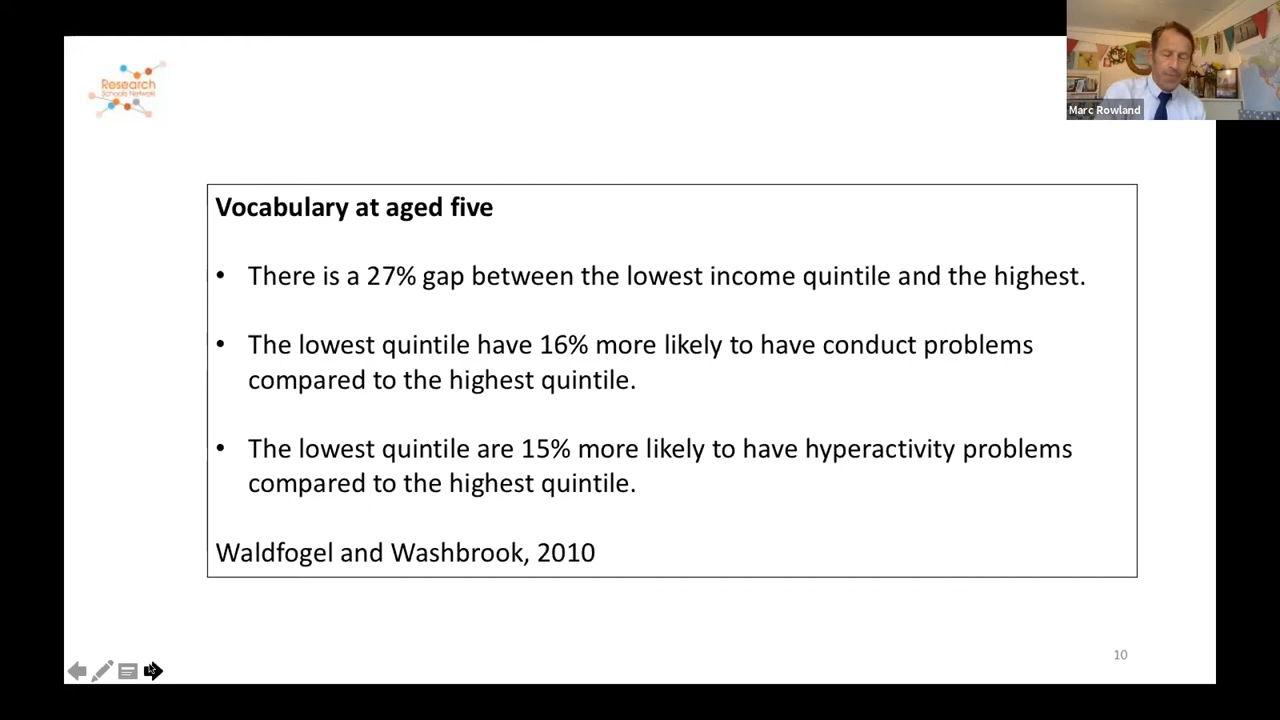 Research
Schools Network
Marc Rowland
Vocabulary at aged five
• There is a 27% gap between the lowest income quintile and the highest.
• The lowest quintile have 16% more likely to have conduct problems
compared to the highest quintile.
• The lowest quintile are 15% more likely to have hyperactivity problems
compared to the highest quintile.
Waldfogel and Washbrook, 2010
10